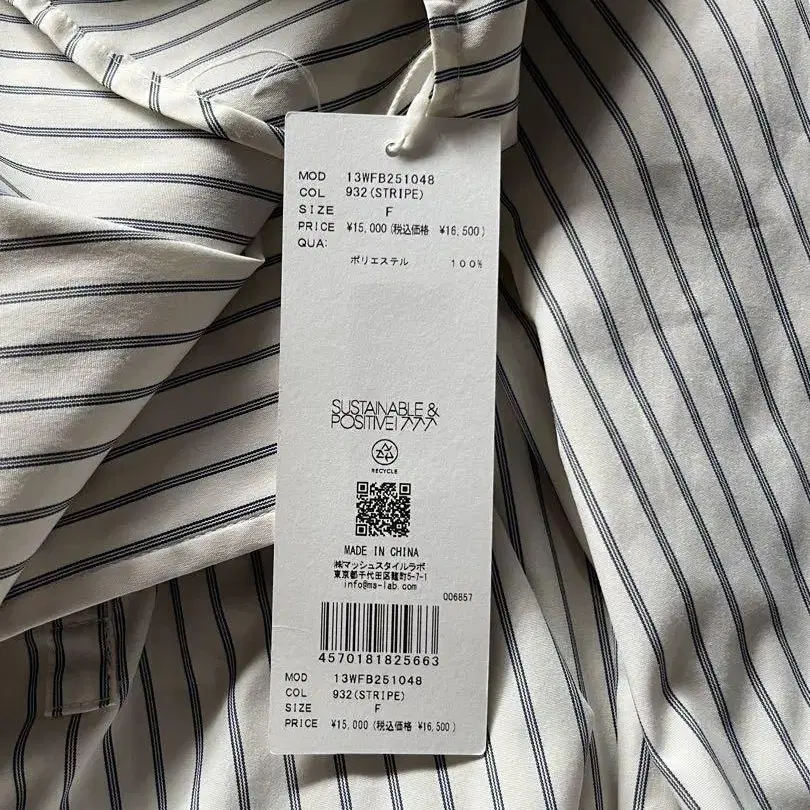 MOD 13WFB251048
COL 932(STRIPE)
SIZE F
PRICE ¥15,000(税込価格 ¥16,500)
QUA:
ポリエステル 100%
SUSTAINABLE &
POSITIVE!
RECYCLE
MADE IN CHINA
㈱マッシュスタイルラボ
東京都千代田区麹町5-7-1
info@ms-lab.com
006857
4570181825663
MOD 13WFB251048
COL 932(STRIPE)
SIZE F
PRICE ¥15,000(税込価格 ¥16,500)